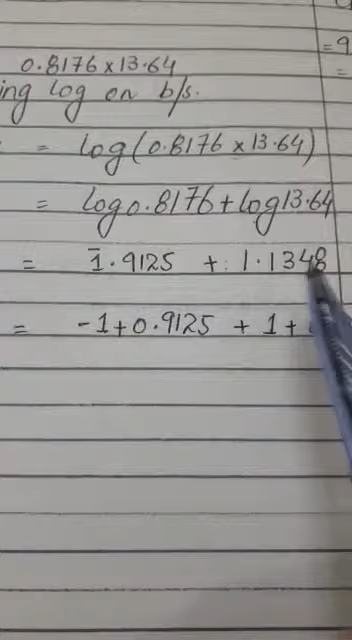 0.8176 x 13.64
ing log on b/s.
= log(0.8176 x 13.64)
= log 0.8176 + log 13.64
= 1̄.9125 + 1.1348
= -1+0.9125 + 1+
= 9
=